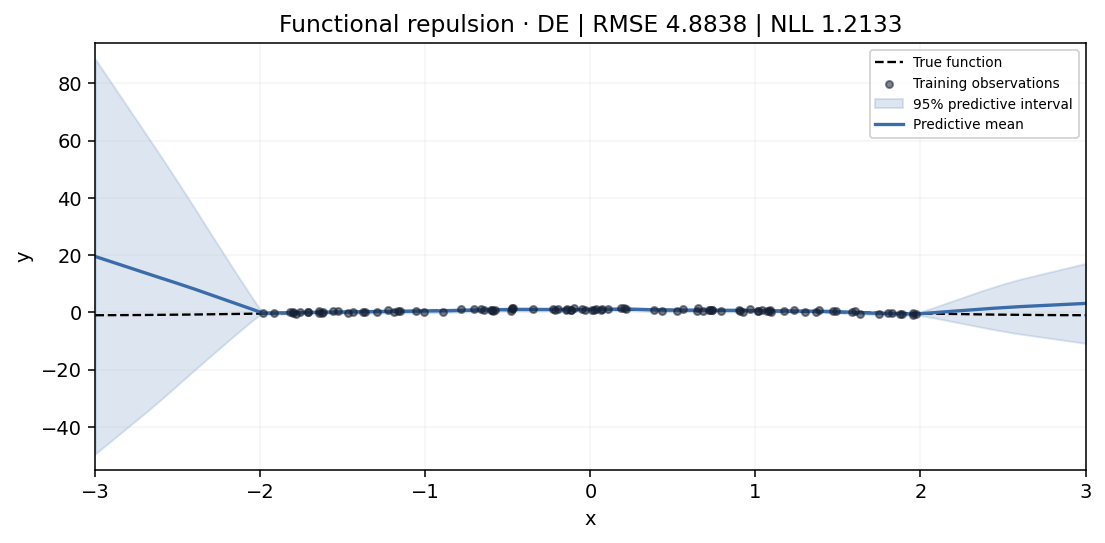 Functional repulsion · DE | RMSE 4.8838 | NLL 1.2133
True function
Training observations
95% predictive interval
Predictive mean
80
60
40
20
0
−20
−40
y
−3 −2 −1 0 1 2 3
x